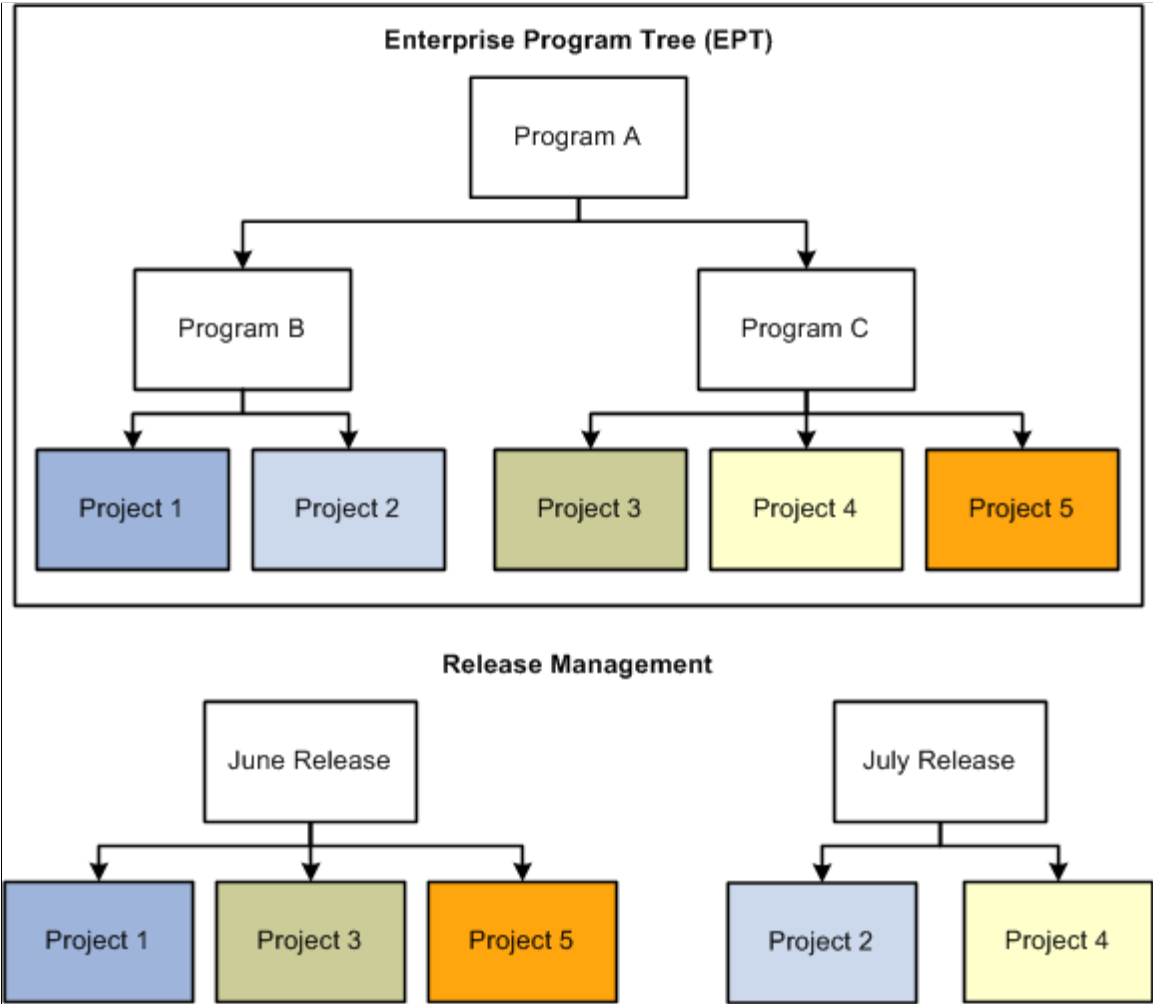 Enterprise Program Tree (EPT)
Program A
Program B
Program C
Project 1
Project 2
Project 3
Project 4
Project 5
Release Management
June Release
July Release
Project 1
Project 3
Project 5
Project 2
Project 4